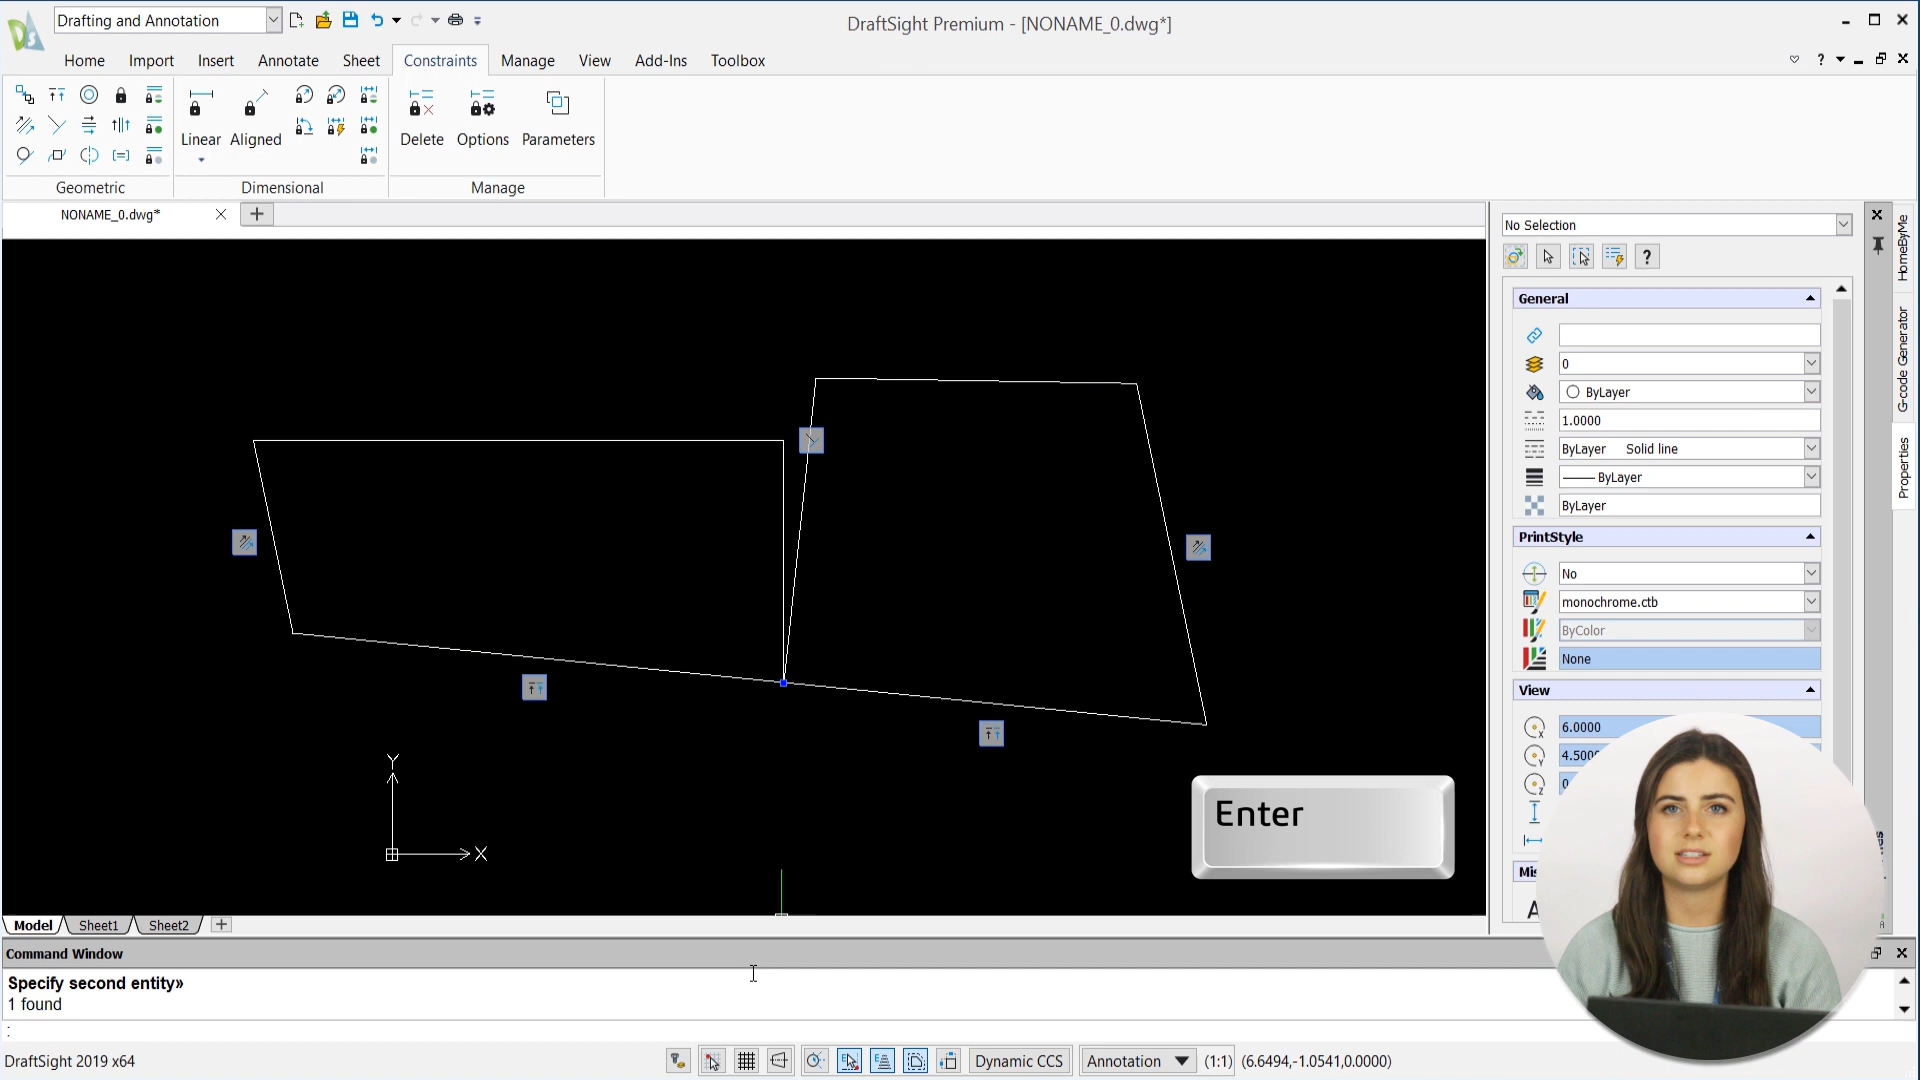 Drafting and Annotation
DraftSight Premium - [NONAME_0.dwg*]
Home Import Insert Annotate Sheet Constraints Manage View Add-Ins Toolbox
Linear Aligned Delete Options Parameters
Geometric Dimensional Manage
NONAME_0.dwg*
No Selection
HomeByMe
G-code Generator
Properties
General
0
ByLayer
1.0000
ByLayer Solid line
ByLayer
ByLayer
PrintStyle
No
monochrome.ctb
ByColor
None
View
6.0000
Y
X
Enter
Model Sheet1 Sheet2
Command Window
Specify second entity»
1 found
:
DraftSight 2019 x64
Dynamic CCS Annotation (1:1) (6.6494,-1.0541,0.0000)